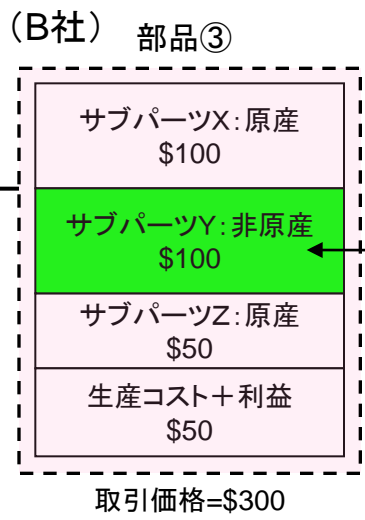 (B社) 部品③
サブパーツX:原産
$100
サブパーツY:非原産
$100
サブパーツZ:原産
$50
生産コスト+利益
$50
取引価格=$300